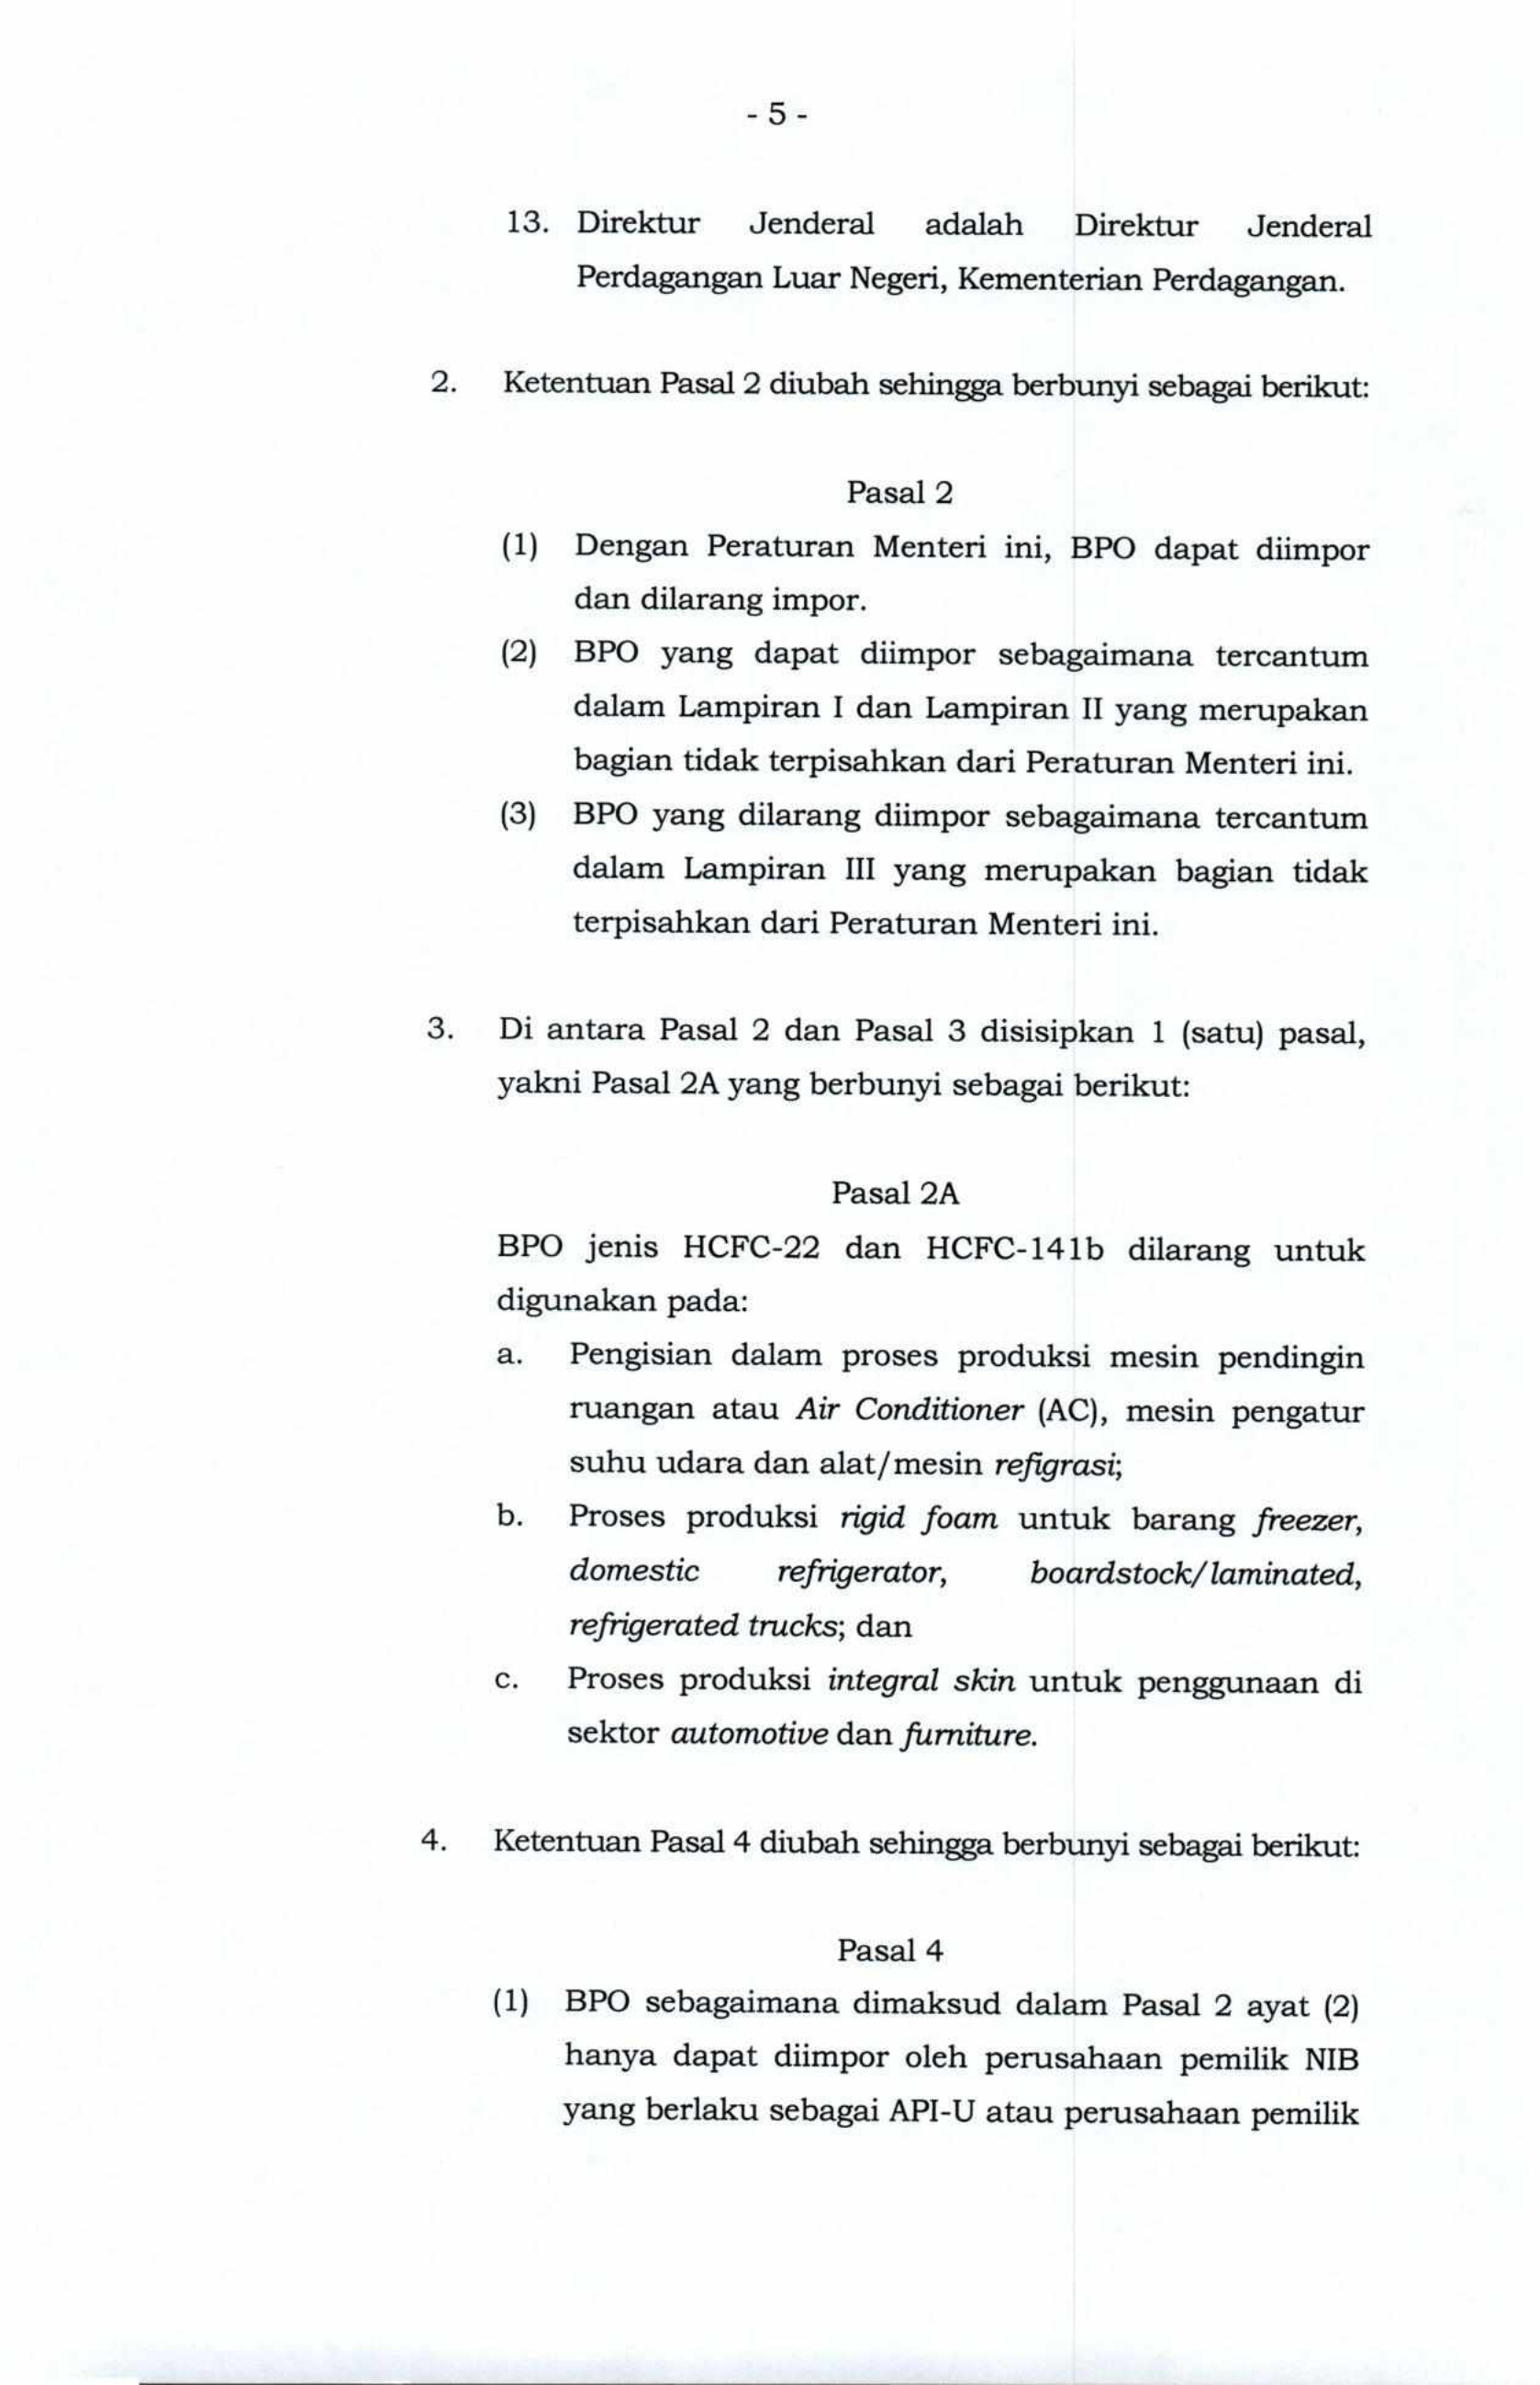 - 5 -
13. Direktur Jenderal adalah Direktur Jenderal
Perdagangan Luar Negeri, Kementerian Perdagangan.
2. Ketentuan Pasal 2 diubah sehingga berbunyi sebagai berikut:
Pasal 2
(1) Dengan Peraturan Menteri ini, BPO dapat diimpor
dan dilarang impor.
(2) BPO yang dapat diimpor sebagaimana tercantum
dalam Lampiran I dan Lampiran II yang merupakan
bagian tidak terpisahkan dari Peraturan Menteri ini.
(3) BPO yang dilarang diimpor sebagaimana tercantum
dalam Lampiran III yang merupakan bagian tidak
terpisahkan dari Peraturan Menteri ini.
3. Di antara Pasal 2 dan Pasal 3 disisipkan 1 (satu) pasal,
yakni Pasal 2A yang berbunyi sebagai berikut:
Pasal 2A
BPO jenis HCFC-22 dan HCFC-141b dilarang untuk
digunakan pada:
a. Pengisian dalam proses produksi mesin pendingin
ruangan atau Air Conditioner (AC), mesin pengatur
suhu udara dan alat/mesin refigrasi;
b. Proses produksi rigid foam untuk barang freezer,
domestic refrigerator, boardstock/laminated,
refrigerated trucks; dan
c. Proses produksi integral skin untuk penggunaan di
sektor automotive dan furniture.
4. Ketentuan Pasal 4 diubah sehingga berbunyi sebagai berikut:
Pasal 4
(1) BPO sebagaimana dimaksud dalam Pasal 2 ayat (2)
hanya dapat diimpor oleh perusahaan pemilik NIB
yang berlaku sebagai API-U atau perusahaan pemilik